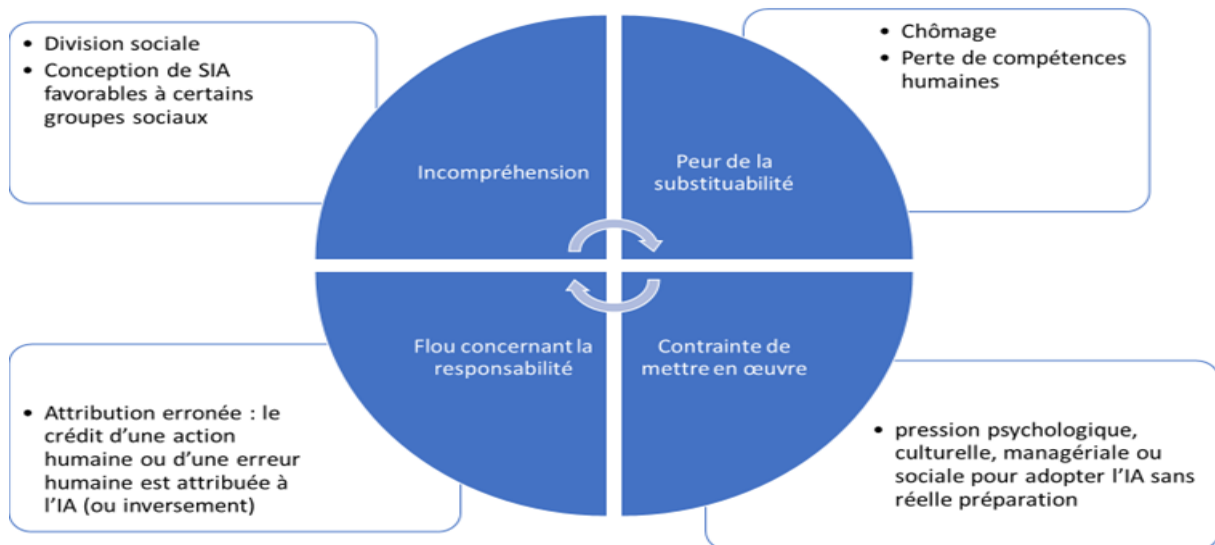 • Division sociale
• Conception de SIA
favorables à certains
groupes sociaux
• Chômage
• Perte de compétences
humaines
Incompréhension
Peur de la
substituabilité
Flou concernant la
responsabilité
Contrainte de
mettre en œuvre
• Attribution erronée : le
crédit d’une action
humaine ou d’une erreur
humaine est attribuée à
l’IA (ou inversement)
• pression psychologique,
culturelle, managériale ou
sociale pour adopter l’IA sans
réelle préparation